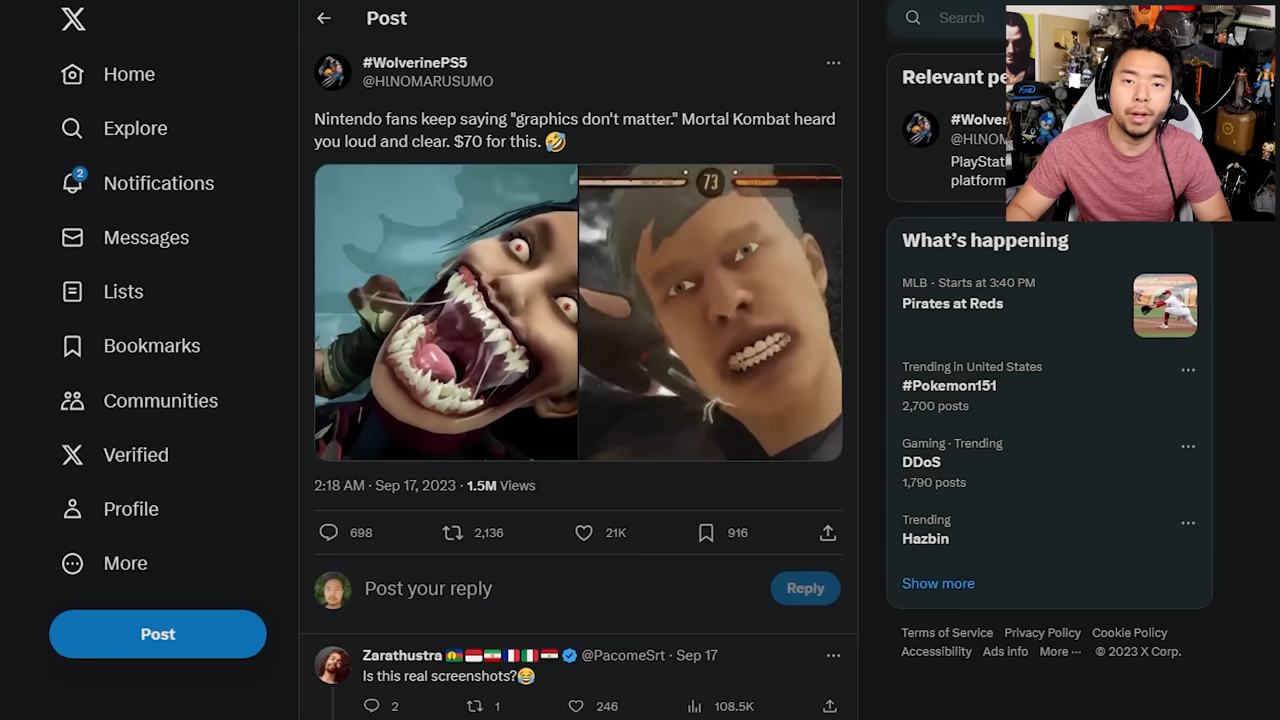 Home
Explore
2
Notifications
Messages
Lists
Bookmarks
Communities
Verified
Profile
More
Post
Post
#WolverinePS5
@HINOMARUSUMO
Nintendo fans keep saying "graphics don't matter." Mortal Kombat heard
you loud and clear. $70 for this. 🤣
73
2:18 AM · Sep 17, 2023 · 1.5M Views
698 2,136 21K 916
Post your reply
Reply
Zarathustra 🇳🇨🇮🇩🇮🇷🇫🇷🇮🇹🇪🇬 @PacomeSrt · Sep 17
Is this real screenshots?😂
2 1 246 108.5K
Search
Relevant
@HINOM
PlayStat
platform
What's happening
MLB · Starts at 3:40 PM
Pirates at Reds
Trending in United States
#Pokemon151
2,700 posts
Gaming · Trending
DDoS
1,790 posts
Trending
Hazbin
Show more
Terms of Service Privacy Policy Cookie Policy
Accessibility Ads info More ··· © 2023 X Corp.